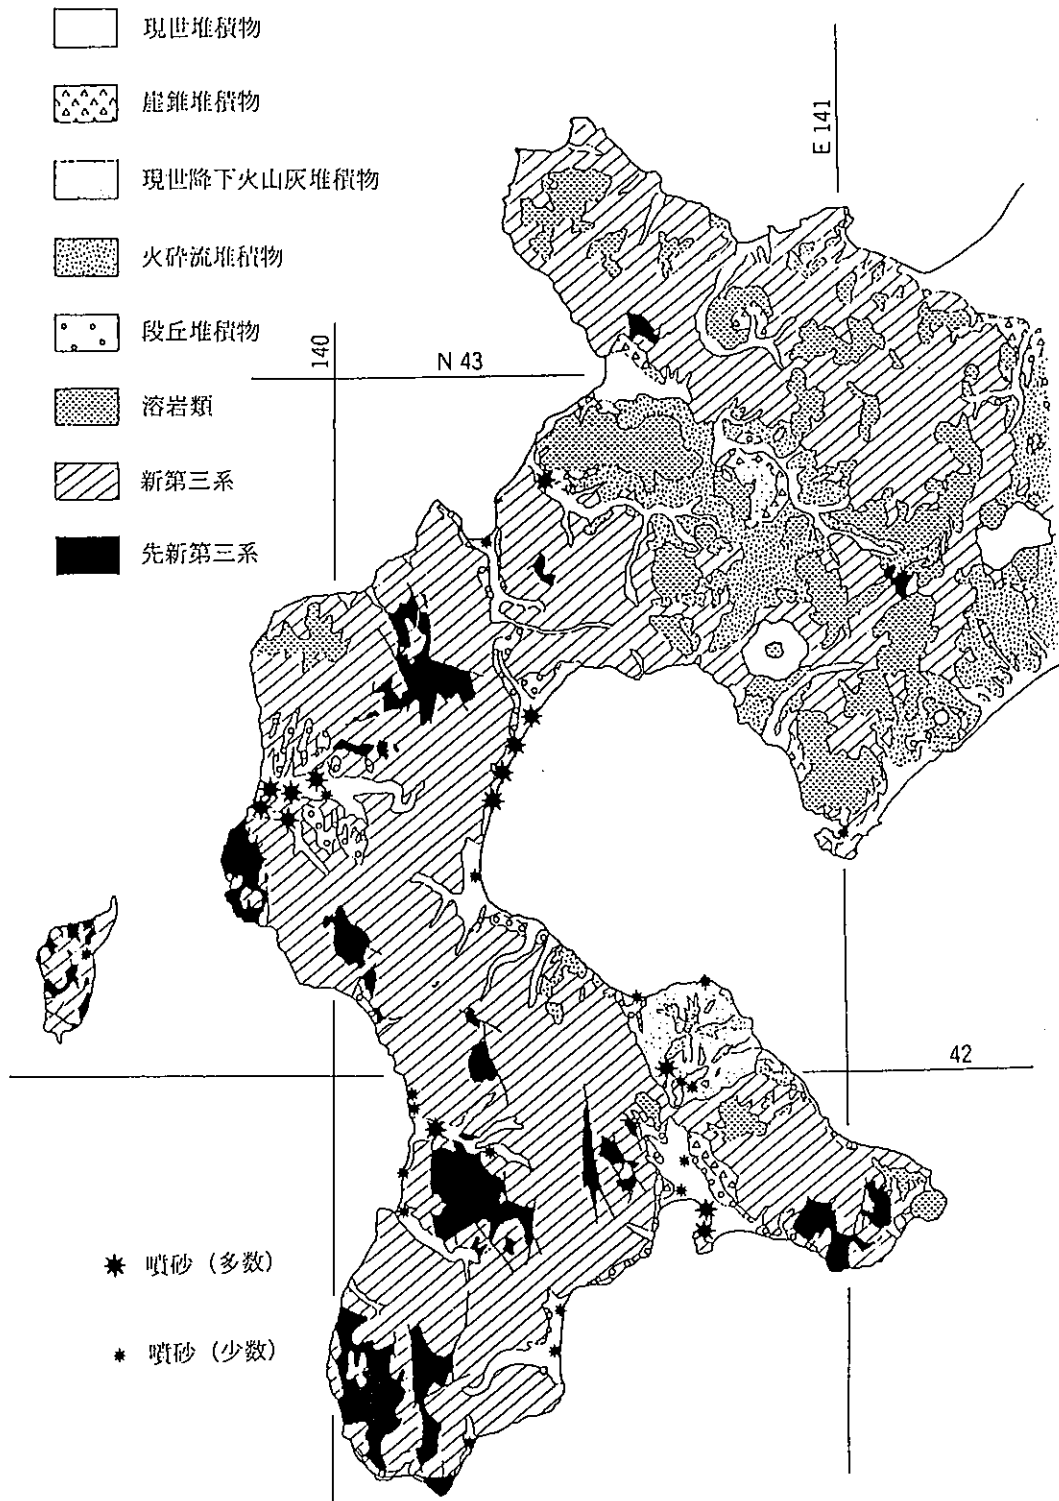 現世堆積物
崖錐堆積物
現世降下火山灰堆積物
火砕流堆積物
段丘堆積物
溶岩類
新第三系
先新第三系
E 141
140
N 43
42
噴砂（多数）
噴砂（少数）